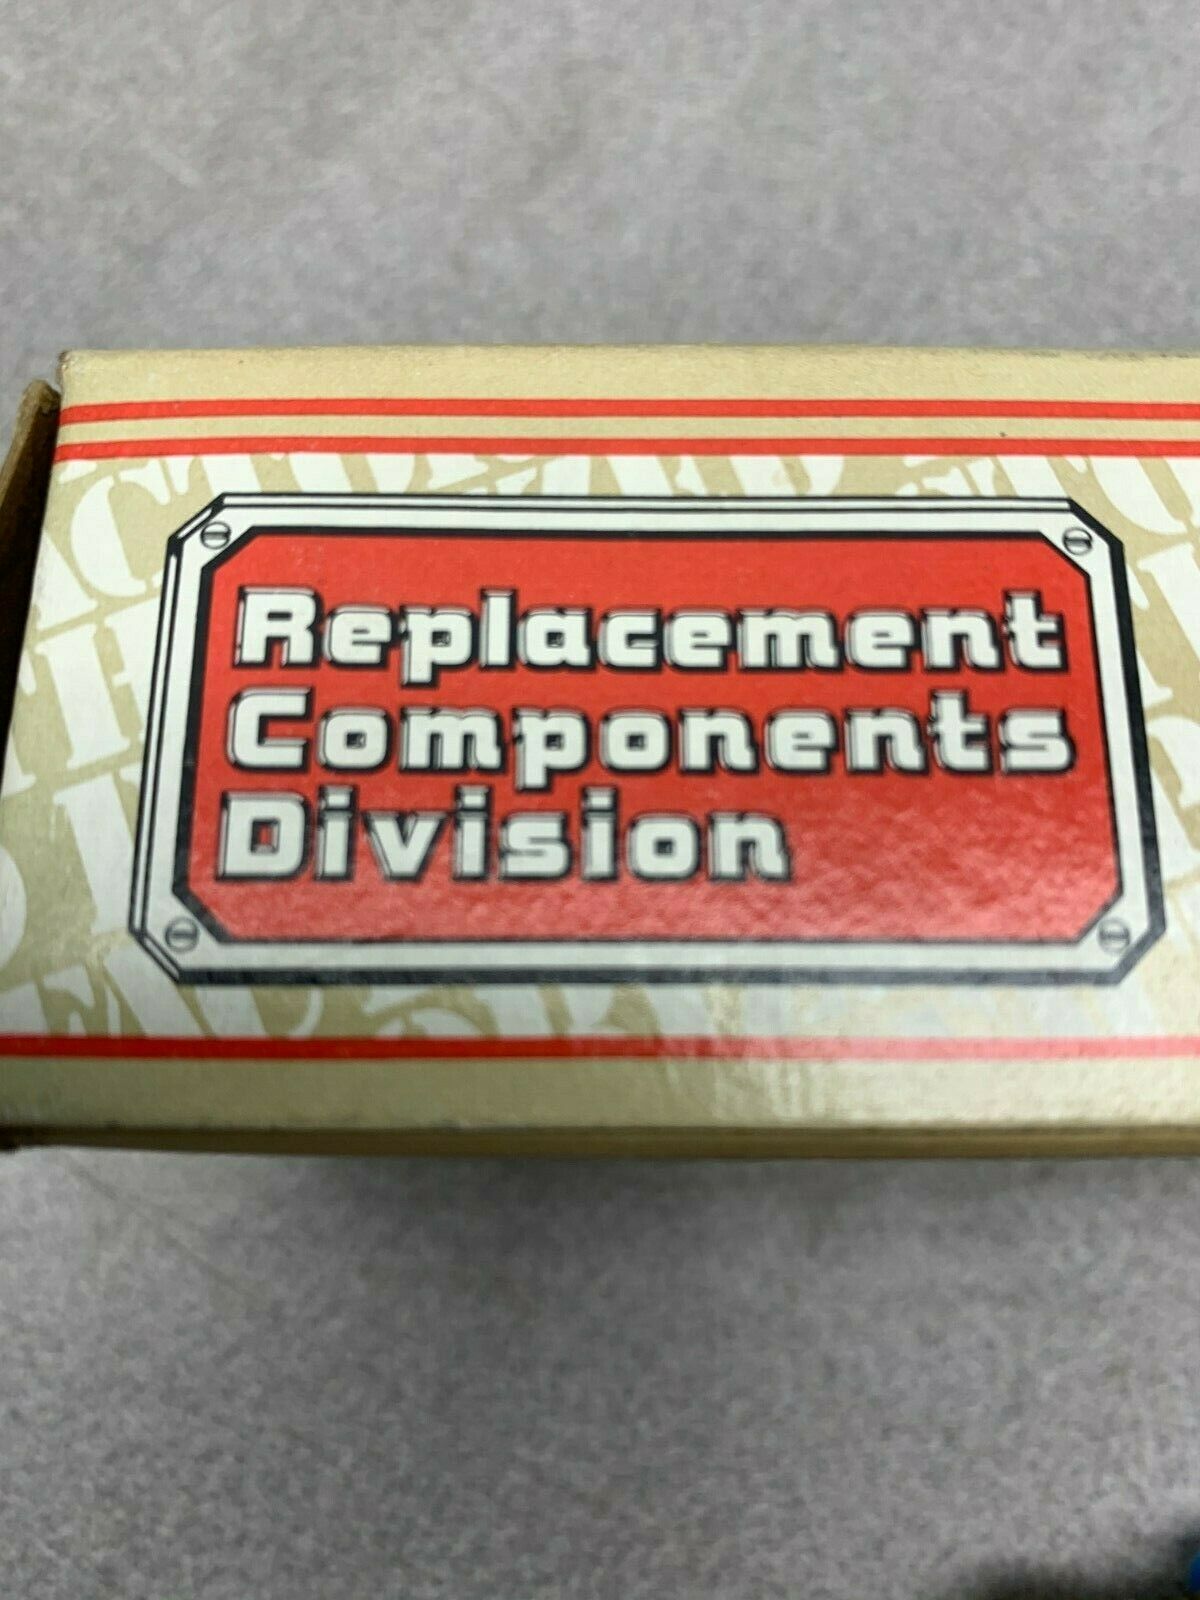 Replacement
Components
Division